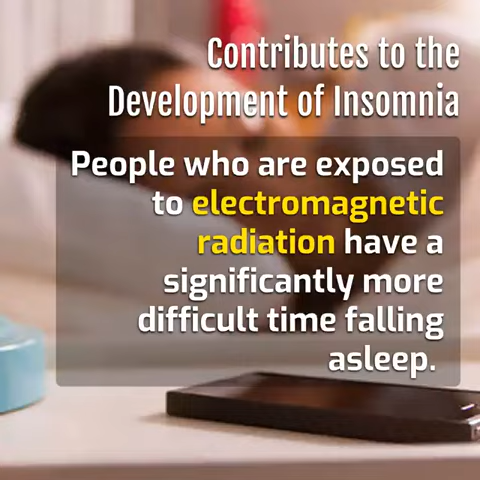 Contributes to the
Development of Insomnia
People who are exposed
to electromagnetic
radiation have a
significantly more
difficult time falling
asleep.